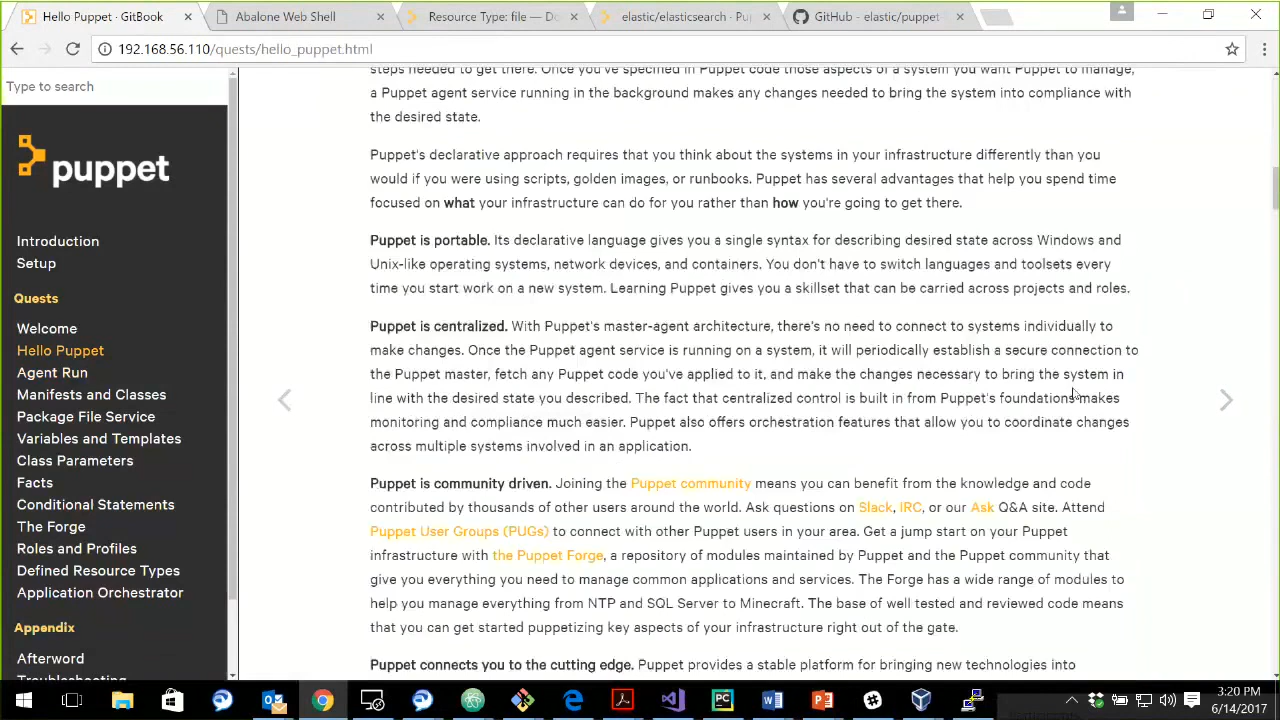 Hello Puppet · GitBook
Abalone Web Shell
Resource Type: file — Do
elastic/elasticsearch · Pu
GitHub - elastic/puppet
192.168.56.110/quests/hello_puppet.html
Type to search
puppet
Introduction
Setup
Quests
Welcome
Hello Puppet
Agent Run
Manifests and Classes
Package File Service
Variables and Templates
Class Parameters
Facts
Conditional Statements
The Forge
Roles and Profiles
Defined Resource Types
Application Orchestrator
Appendix
Afterword
Troubleshooting
steps needed to get there. Once you've specified in Puppet code those aspects of a system you want Puppet to manage,
a Puppet agent service running in the background makes any changes needed to bring the system into compliance with
the desired state.
Puppet's declarative approach requires that you think about the systems in your infrastructure differently than you
would if you were using scripts, golden images, or runbooks. Puppet has several advantages that help you spend time
focused on what your infrastructure can do for you rather than how you're going to get there.
Puppet is portable. Its declarative language gives you a single syntax for describing desired state across Windows and
Unix-like operating systems, network devices, and containers. You don't have to switch languages and toolsets every
time you start work on a new system. Learning Puppet gives you a skillset that can be carried across projects and roles.
Puppet is centralized. With Puppet's master-agent architecture, there's no need to connect to systems individually to
make changes. Once the Puppet agent service is running on a system, it will periodically establish a secure connection to
the Puppet master, fetch any Puppet code you've applied to it, and make the changes necessary to bring the system in
line with the desired state you described. The fact that centralized control is built in from Puppet's foundations makes
monitoring and compliance much easier. Puppet also offers orchestration features that allow you to coordinate changes
across multiple systems involved in an application.
Puppet is community driven. Joining the Puppet community means you can benefit from the knowledge and code
contributed by thousands of other users around the world. Ask questions on Slack, IRC, or our Ask Q&A site. Attend
Puppet User Groups (PUGs) to connect with other Puppet users in your area. Get a jump start on your Puppet
infrastructure with the Puppet Forge, a repository of modules maintained by Puppet and the Puppet community that
give you everything you need to manage common applications and services. The Forge has a wide range of modules to
help you manage everything from NTP and SQL Server to Minecraft. The base of well tested and reviewed code means
that you can get started puppetizing key aspects of your infrastructure right out of the gate.
Puppet connects you to the cutting edge. Puppet provides a stable platform for bringing new technologies into
3:20 PM
6/14/2017